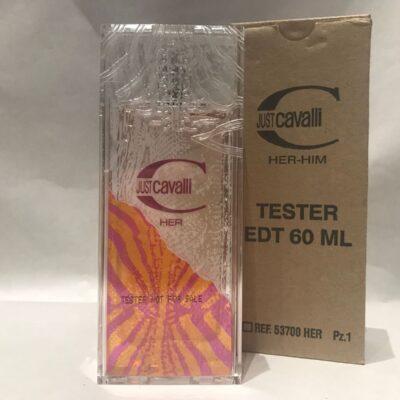 JUST cavalli
HER
TESTER NOT FOR SALE
JUST cavalli
HER-HIM
TESTER
EDT 60 ML
REF. 53700 HER Pz.1